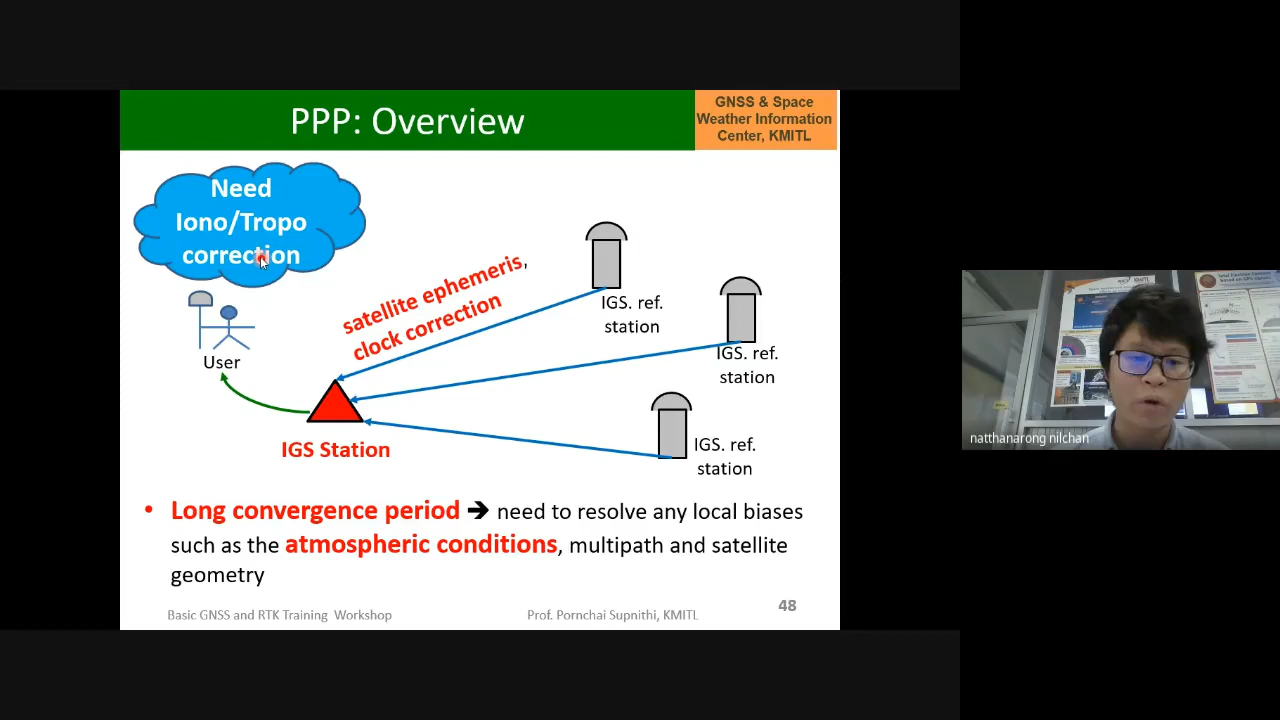 PPP: Overview
GNSS & Space
Weather Information
Center, KMITL
Need
Iono/Tropo
correction
satellite ephemeris,
clock correction
IGS. ref.
station
IGS. ref.
station
IGS. ref.
station
User
IGS Station
• Long convergence period ➔ need to resolve any local biases
such as the atmospheric conditions, multipath and satellite
geometry
Basic GNSS and RTK Training Workshop
Prof. Pornchai Supnithi, KMITL
48
natthanarong nilchan